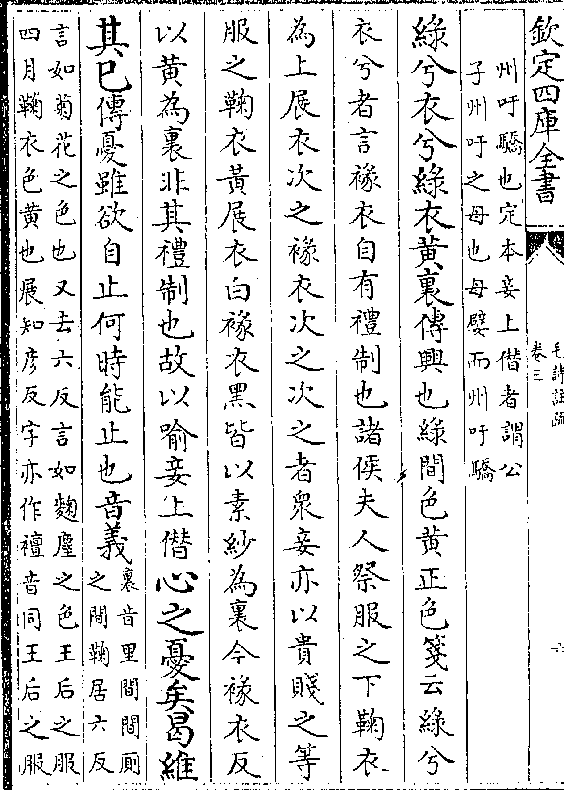 欽定四庫全書
毛詩註疏
卷三
六
州吁驕也定本妾上僭者謂公
子州吁之母也母嬖而州吁驕
綠兮衣兮綠衣黃裏傳興也綠間色黃正色箋云綠兮
衣兮者言褖衣自有禮制也諸侯夫人祭服之下鞠衣
為上展衣次之褖衣次之次之者衆妾亦以貴賤之等
服之鞠衣黃展衣白褖衣黑皆以素紗為裏今褖衣反
以黃為裏非其禮制也故以喻妾上僭心之憂矣曷維
其已傳憂雖欲自止何時能止也音義
裏音里間間厠
之間鞠居六反
言如菊花之色也又去六反言如麴塵之色王后之服
四月鞠衣色黃也展知彦反字亦作襢音同王后之服